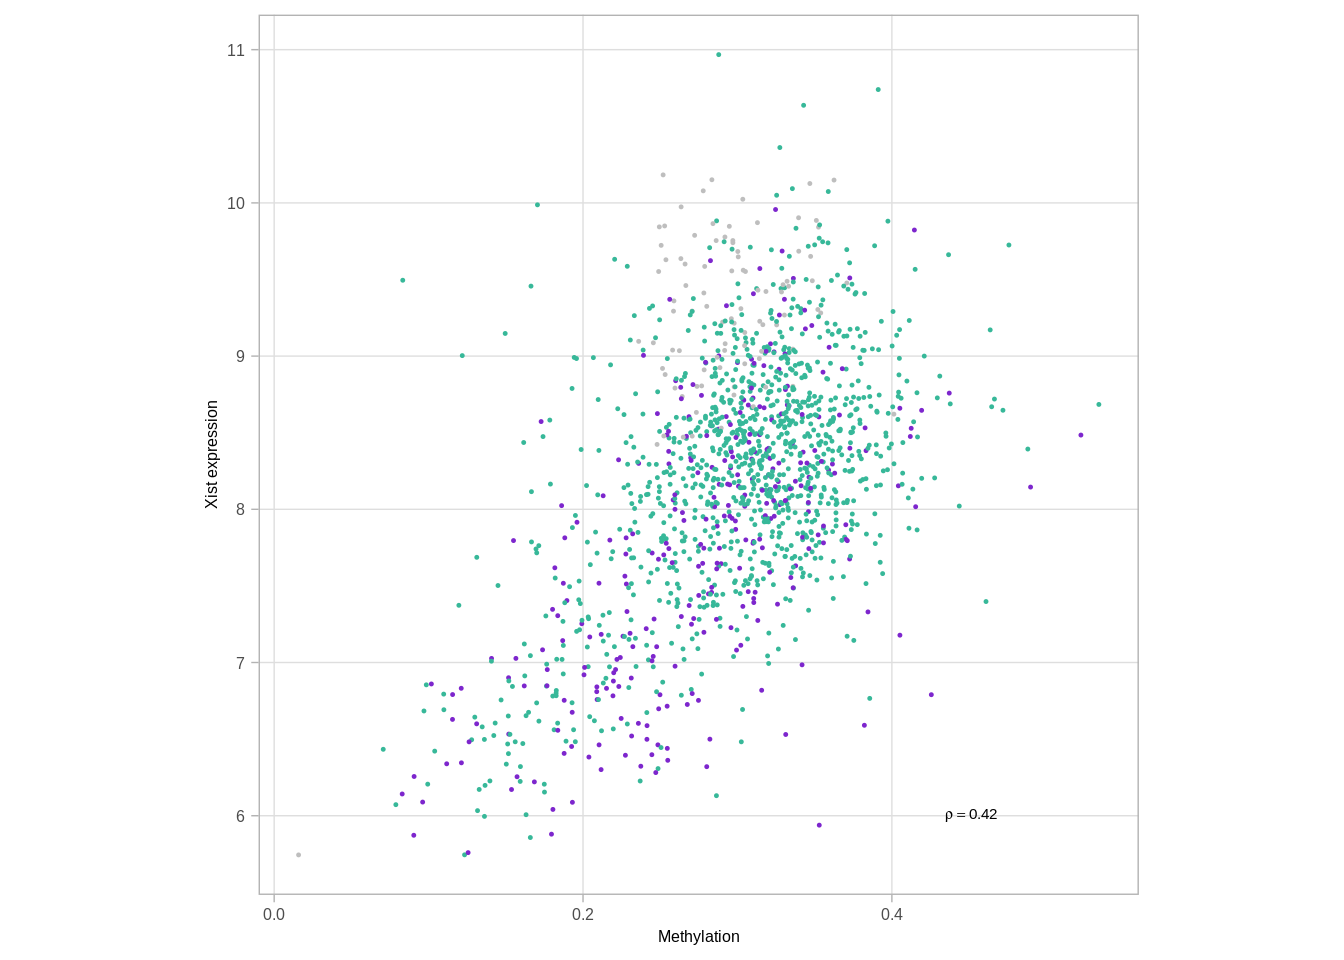 11
10
9
8
7
6
Xist expression
ρ = 0.42
0.0 0.2 0.4
Methylation